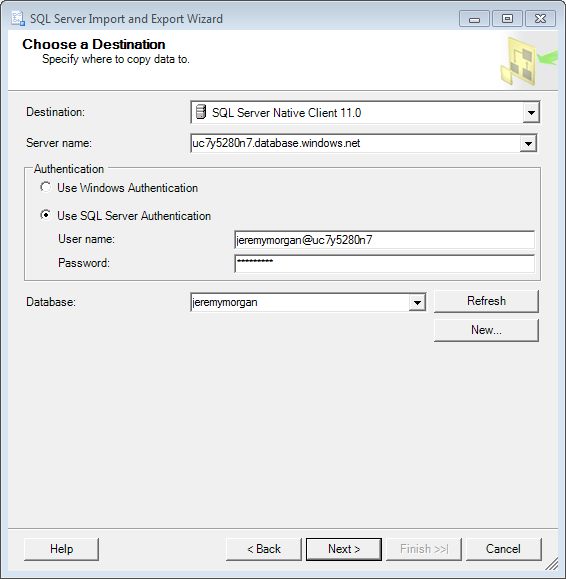 SQL Server Import and Export Wizard
Choose a Destination
Specify where to copy data to.
Destination: SQL Server Native Client 11.0
Server name: uc7y5280n7.database.windows.net
Authentication
Use Windows Authentication
Use SQL Server Authentication
User name: jeremymorgan@uc7y5280n7
Password: *********
Database: jeremymorgan Refresh
New...
Help < Back Next > Finish >>| Cancel